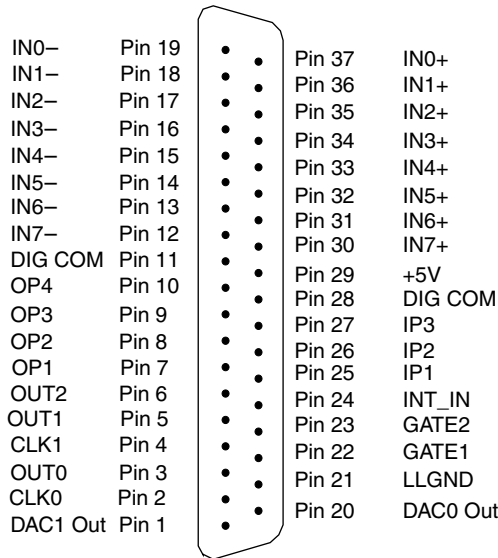 IN0– Pin 19
IN1– Pin 18
IN2– Pin 17
IN3– Pin 16
IN4– Pin 15
IN5– Pin 14
IN6– Pin 13
IN7– Pin 12
DIG COM Pin 11
OP4 Pin 10
OP3 Pin 9
OP2 Pin 8
OP1 Pin 7
OUT2 Pin 6
OUT1 Pin 5
CLK1 Pin 4
OUT0 Pin 3
CLK0 Pin 2
DAC1 Out Pin 1
Pin 37 IN0+
Pin 36 IN1+
Pin 35 IN2+
Pin 34 IN3+
Pin 33 IN4+
Pin 32 IN5+
Pin 31 IN6+
Pin 30 IN7+
Pin 29 +5V
Pin 28 DIG COM
Pin 27 IP3
Pin 26 IP2
Pin 25 IP1
Pin 24 INT_IN
Pin 23 GATE2
Pin 22 GATE1
Pin 21 LLGND
Pin 20 DAC0 Out